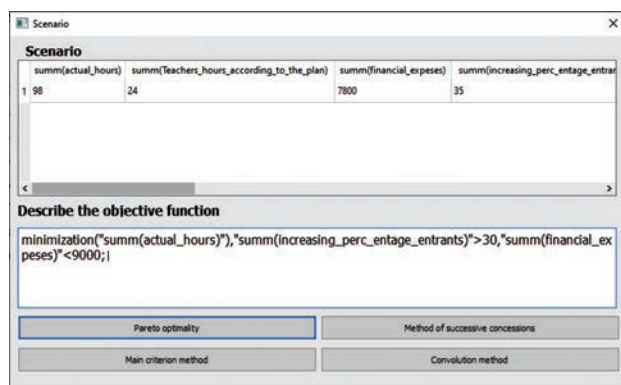 Scenario
Scenario
summ(actual_hours) summ(Teachers_hours_according_to_the_plan) summ(financial_expeses) summ(increasing_perc_entage_entrar
1 98 24 7800 35
Describe the objective function
minimization("summ(actual_hours)"),"summ(increasing_perc_entage_entrants)">30,"summ(financial_ex
peses)"<9000;
Pareto optimality Method of successive concessions
Main criterion method Convolution method